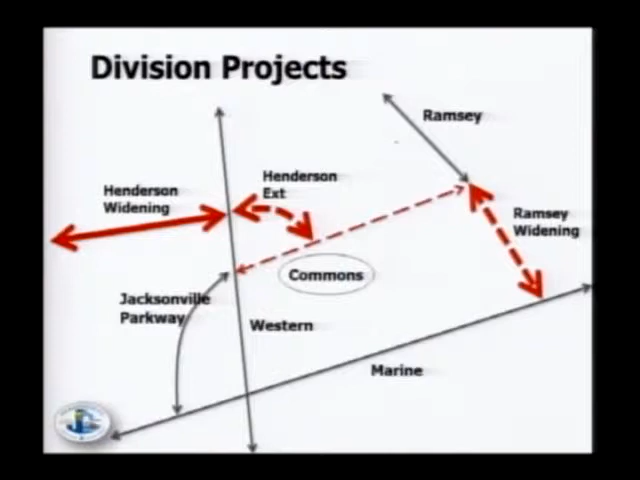 Division Projects
Ramsey
Henderson
Ext
Henderson
Widening
Ramsey
Widening
Commons
Jacksonville
Parkway
Western
Marine